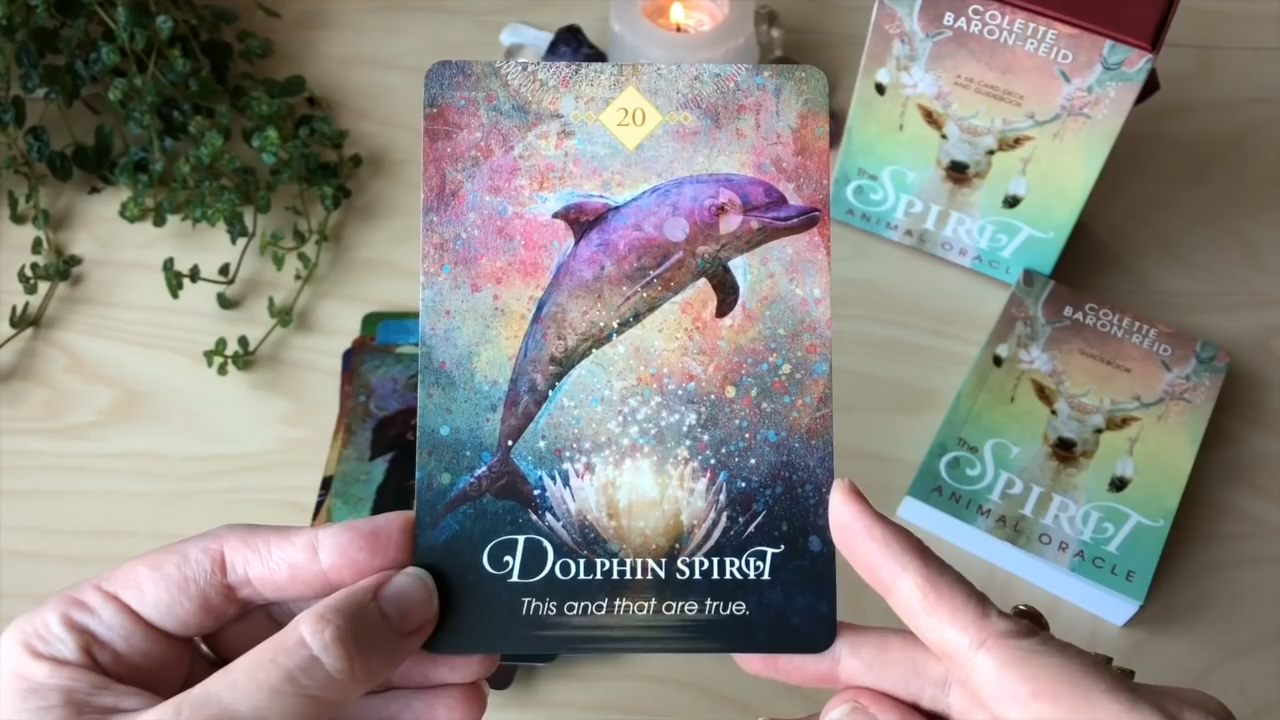 20
DOLPHIN SPIRIT
This and that are true.
COLETTE
BARON-REID
A 68-CARD DECK
AND GUIDEBOOK
The
SPIRIT
ANIMAL ORACL
COLETTE
BARON-REID
GUIDEBOOK
The
SPIRIT
ANIMAL ORACLE